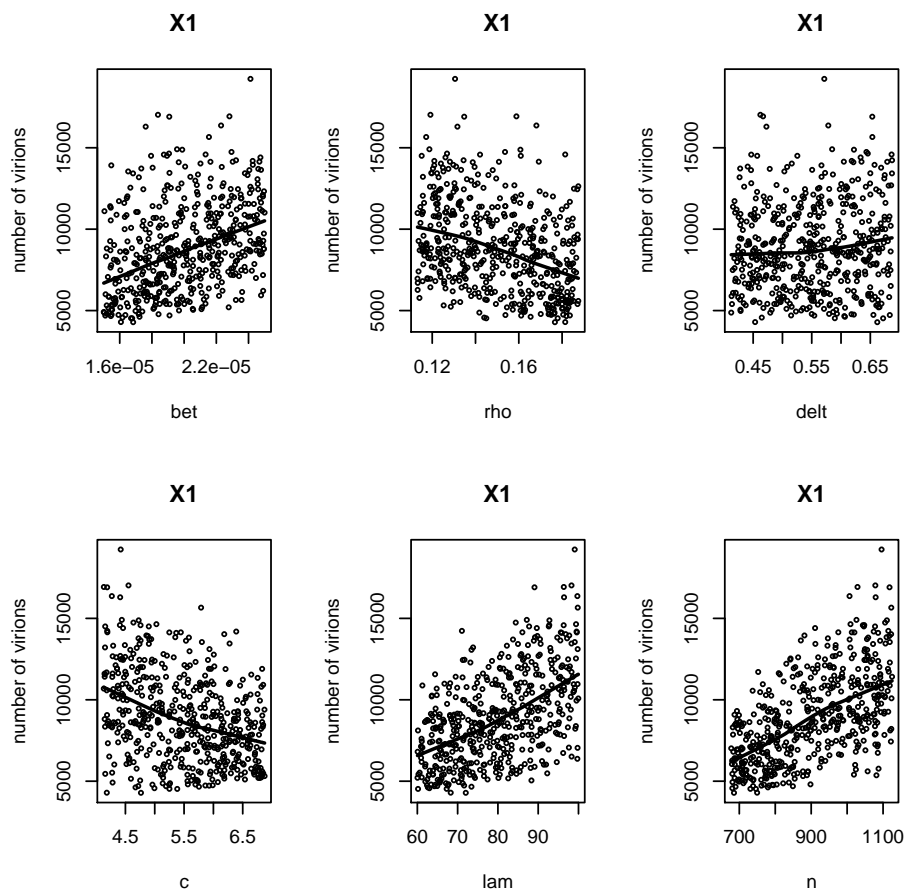 X1 X1 X1
number of virions number of virions number of virions
15000 15000 15000
10000 10000 10000
5000 5000 5000
1.6e−05 2.2e−05 0.12 0.16 0.45 0.55 0.65
bet rho delt
X1 X1 X1
number of virions number of virions number of virions
15000 15000 15000
10000 10000 10000
5000 5000 5000
4.5 5.5 6.5 60 70 80 90 700 900 1100
c lam n